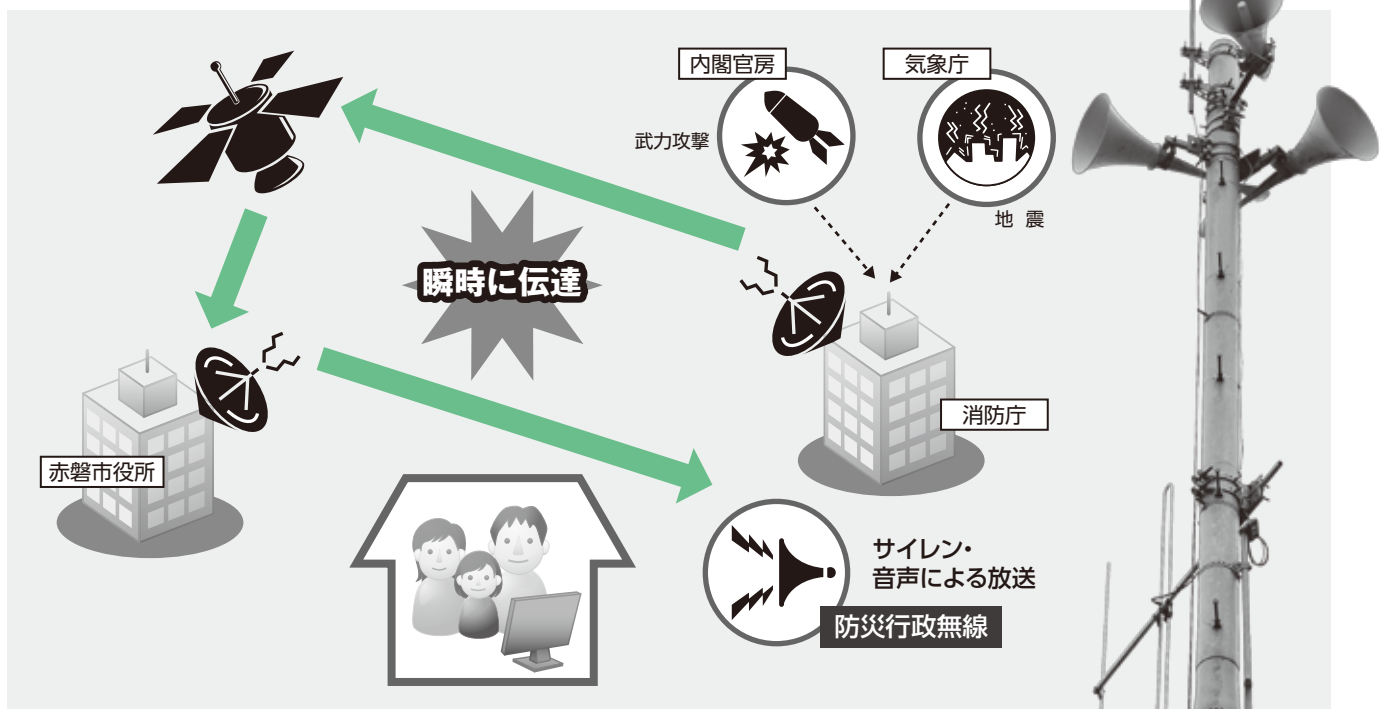 内閣官房
気象庁
武力攻撃
地 震
瞬時に伝達
消防庁
赤磐市役所
サイレン・
音声による放送
防災行政無線